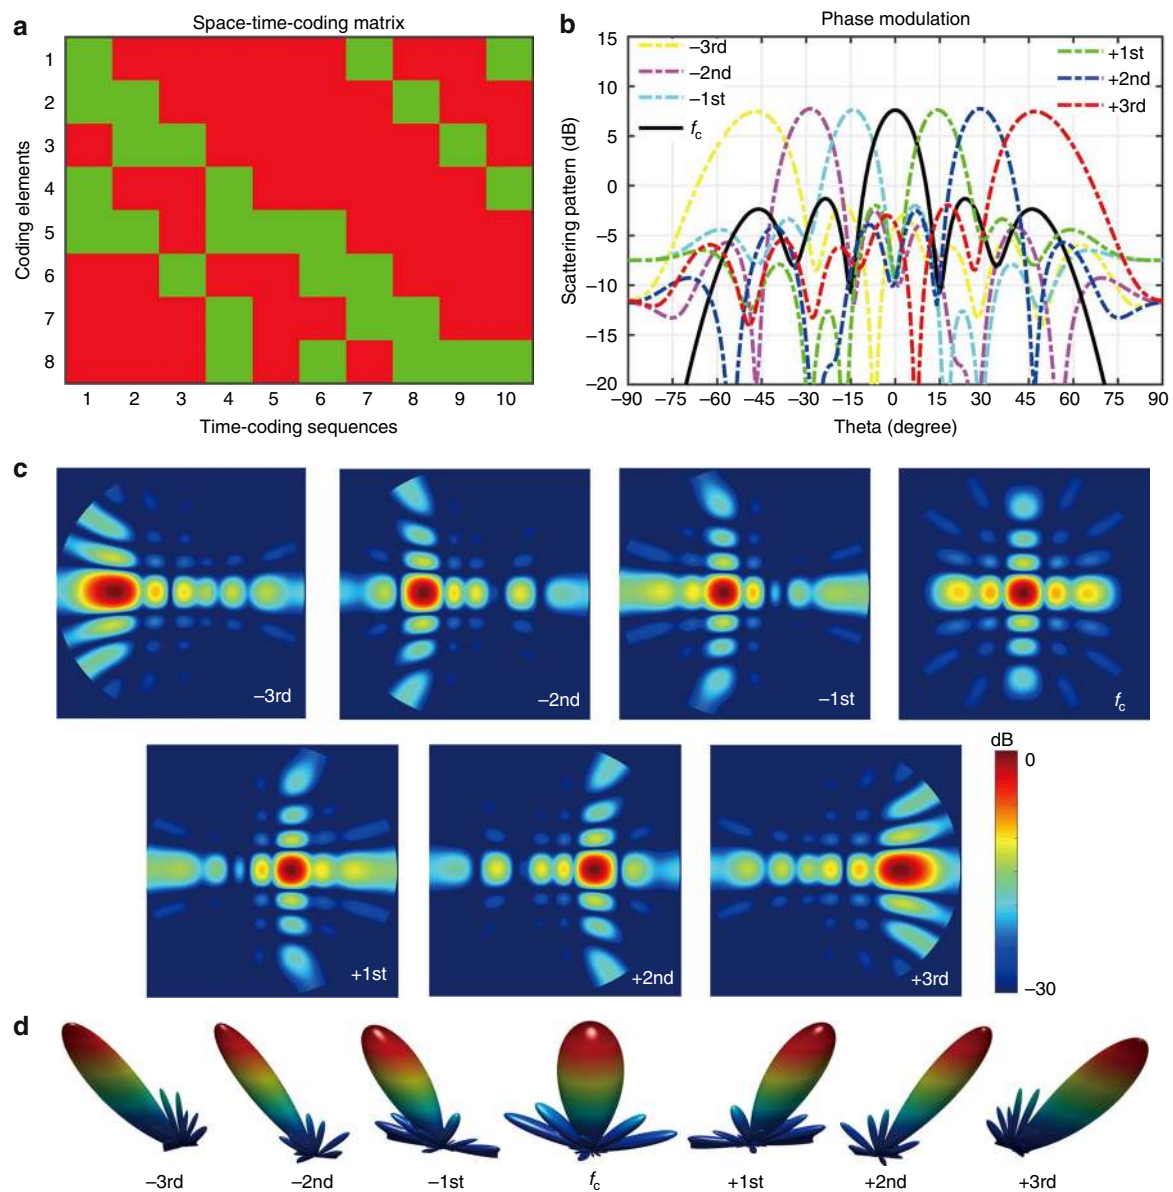 a
Space-time-coding matrix
Coding elements
1
2
3
4
5
6
7
8
1 2 3 4 5 6 7 8 9 10
Time-coding sequences
b
Phase modulation
Scattering pattern (dB)
15
10
5
0
−5
−10
−15
−20
−3rd
−2nd
−1st
fc
+1st
+2nd
+3rd
−90 −75 −60 −45 −30 −15 0 15 30 45 60 75 90
Theta (degree)
c
−3rd
−2nd
−1st
fc
+1st
+2nd
+3rd
dB
0
−30
d
−3rd
−2nd
−1st
fc
+1st
+2nd
+3rd